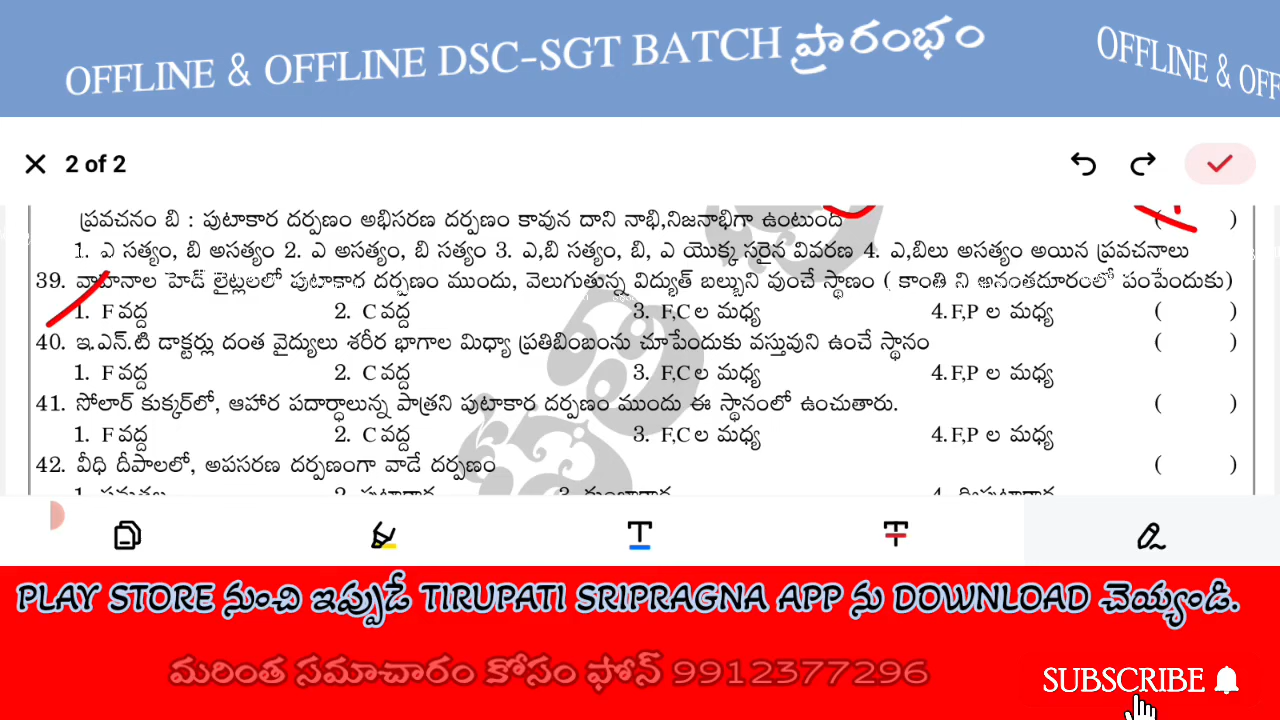 OFFLINE & OFFLINE DSC-SGT BATCH ప్రారంభం
OFFLINE & OFF
2 of 2
ప్రవచనం బి : పుటాకార దర్పణం అభిసరణ దర్పణం కావున దాని నాభి,నిజనాభిగా ఉంటుంది ( )
1. ఎ సత్యం, బి అసత్యం 2. ఎ అసత్యం, బి సత్యం 3. ఎ,బి సత్యం, బి, ఎ యొక్క సరైన వివరణ 4. ఎ,బిలు అసత్యం అయిన ప్రవచనాలు
39. వాహనాల హెడ్ లైట్లలలో పుటాకార దర్పణం ముందు, వెలుగుతున్న విద్యుత్ బల్బుని వుంచే స్థాణం ( కాంతి ని అనంతదూరంలో పంపేందుకు)
1. F వద్ద 2. C వద్ద 3. F,C ల మధ్య 4.F,P ల మధ్య ( )
40. ఇ.ఎన్.టి డాక్టర్లు దంత వైద్యులు శరీర భాగాల మిధ్యా ప్రతిబింబంను చూపేందుకు వస్తువుని ఉంచే స్థానం ( )
1. F వద్ద 2. C వద్ద 3. F,C ల మధ్య 4.F,P ల మధ్య
41. సోలార్ కుక్కర్‌లో, ఆహార పదార్ధాలున్న పాత్రని పుటాకార దర్పణం ముందు ఈ స్థానంలో ఉంచుతారు. ( )
1. F వద్ద 2. C వద్ద 3. F,C ల మధ్య 4.F,P ల మధ్య
42. వీధి దీపాలలో, అపసరణ దర్పణంగా వాడే దర్పణం ( )
PLAY STORE నుంచి ఇప్పుడే TIRUPATI SRIPRAGNA APP ను DOWNLOAD చెయ్యండి.
మరింత సమాచారం కోసం ఫోన్ 9912377296
SUBSCRIBE